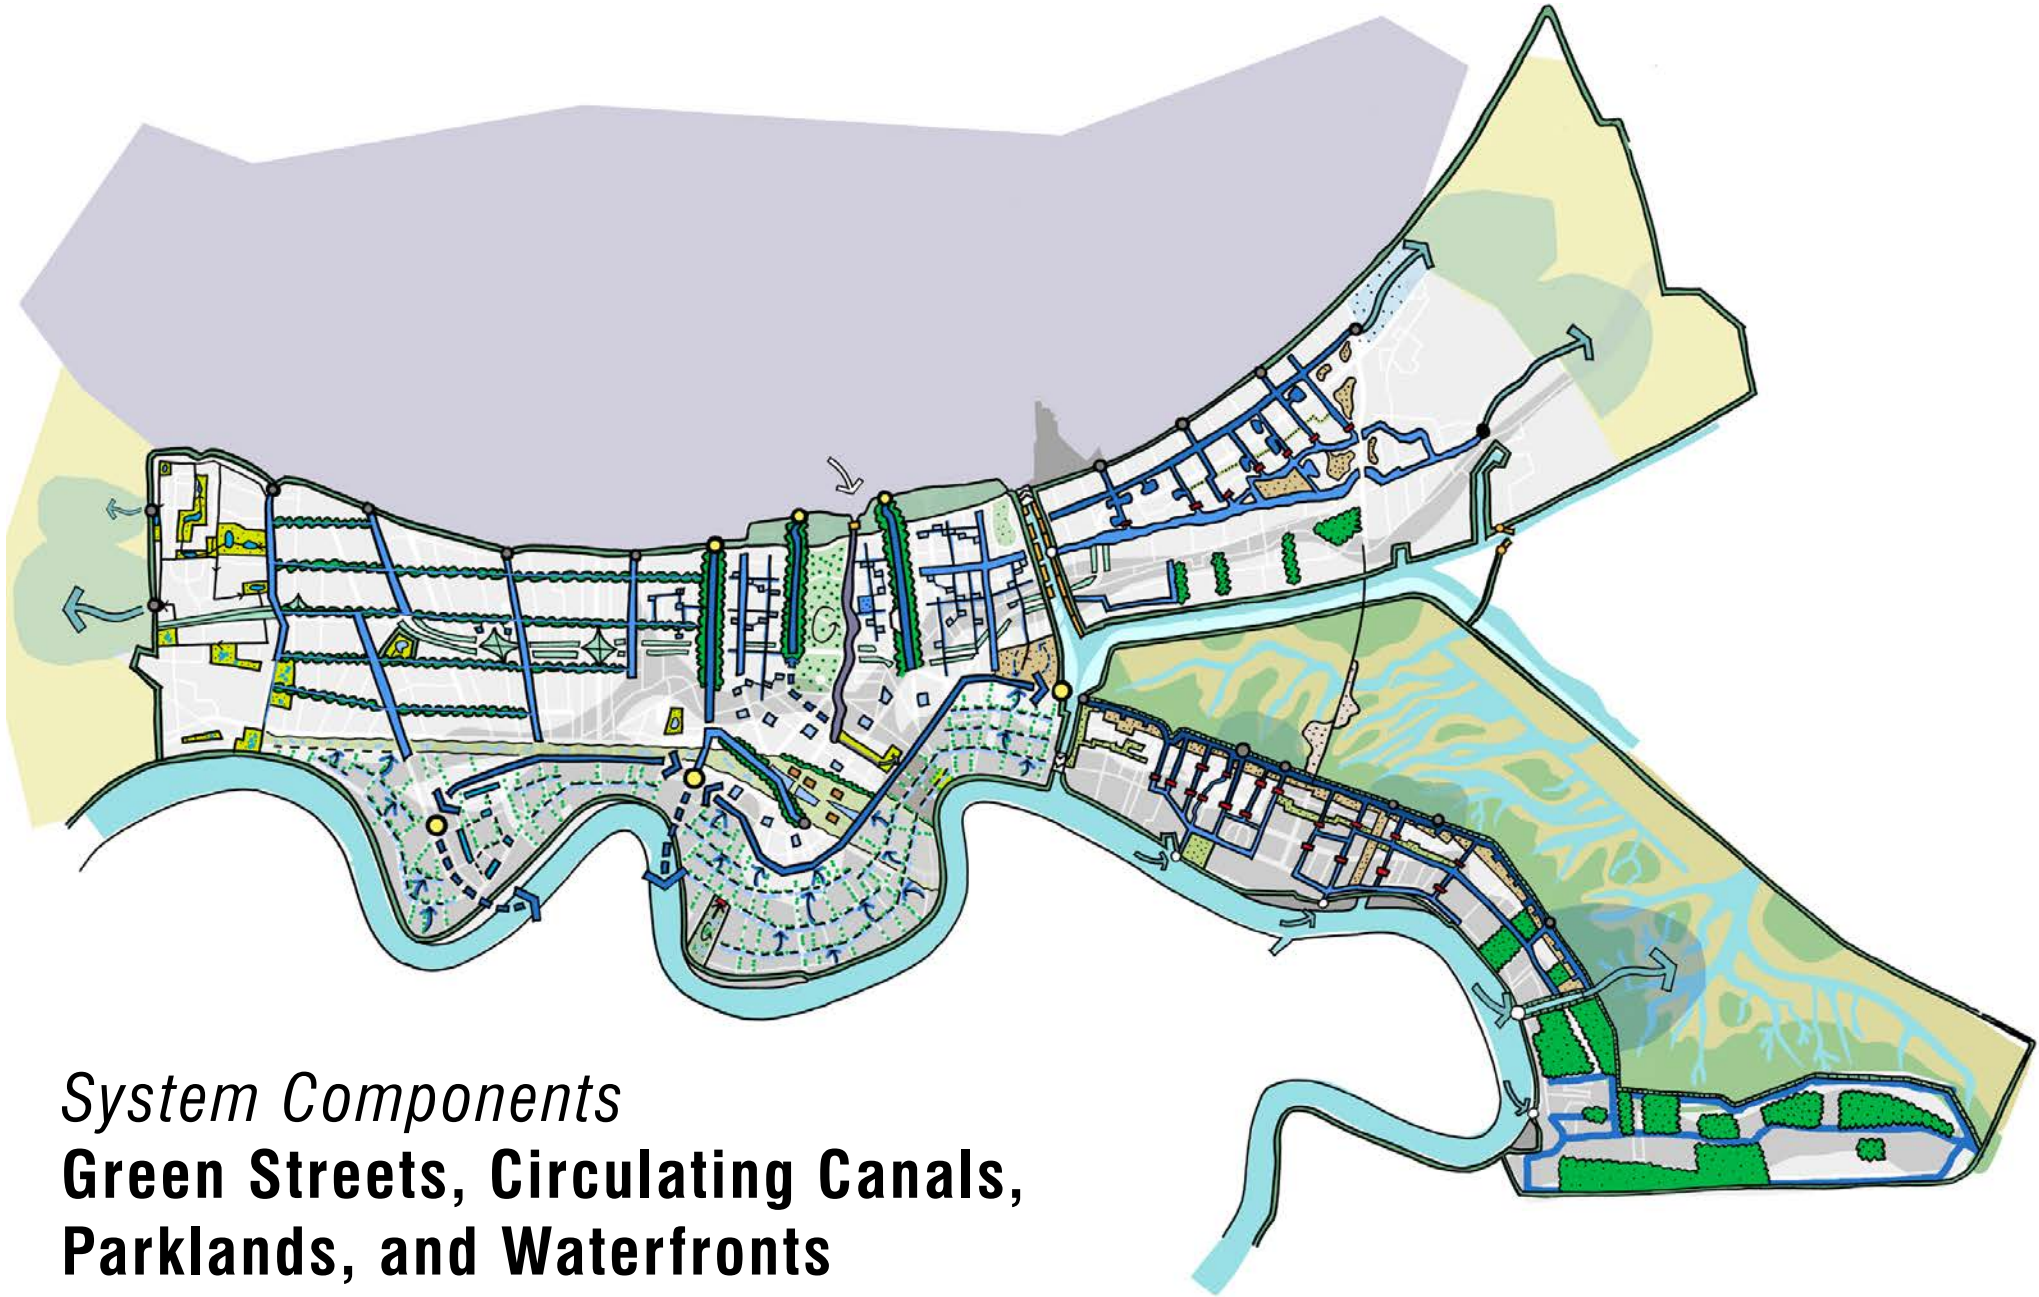 System Components
Green Streets, Circulating Canals,
Parklands, and Waterfronts